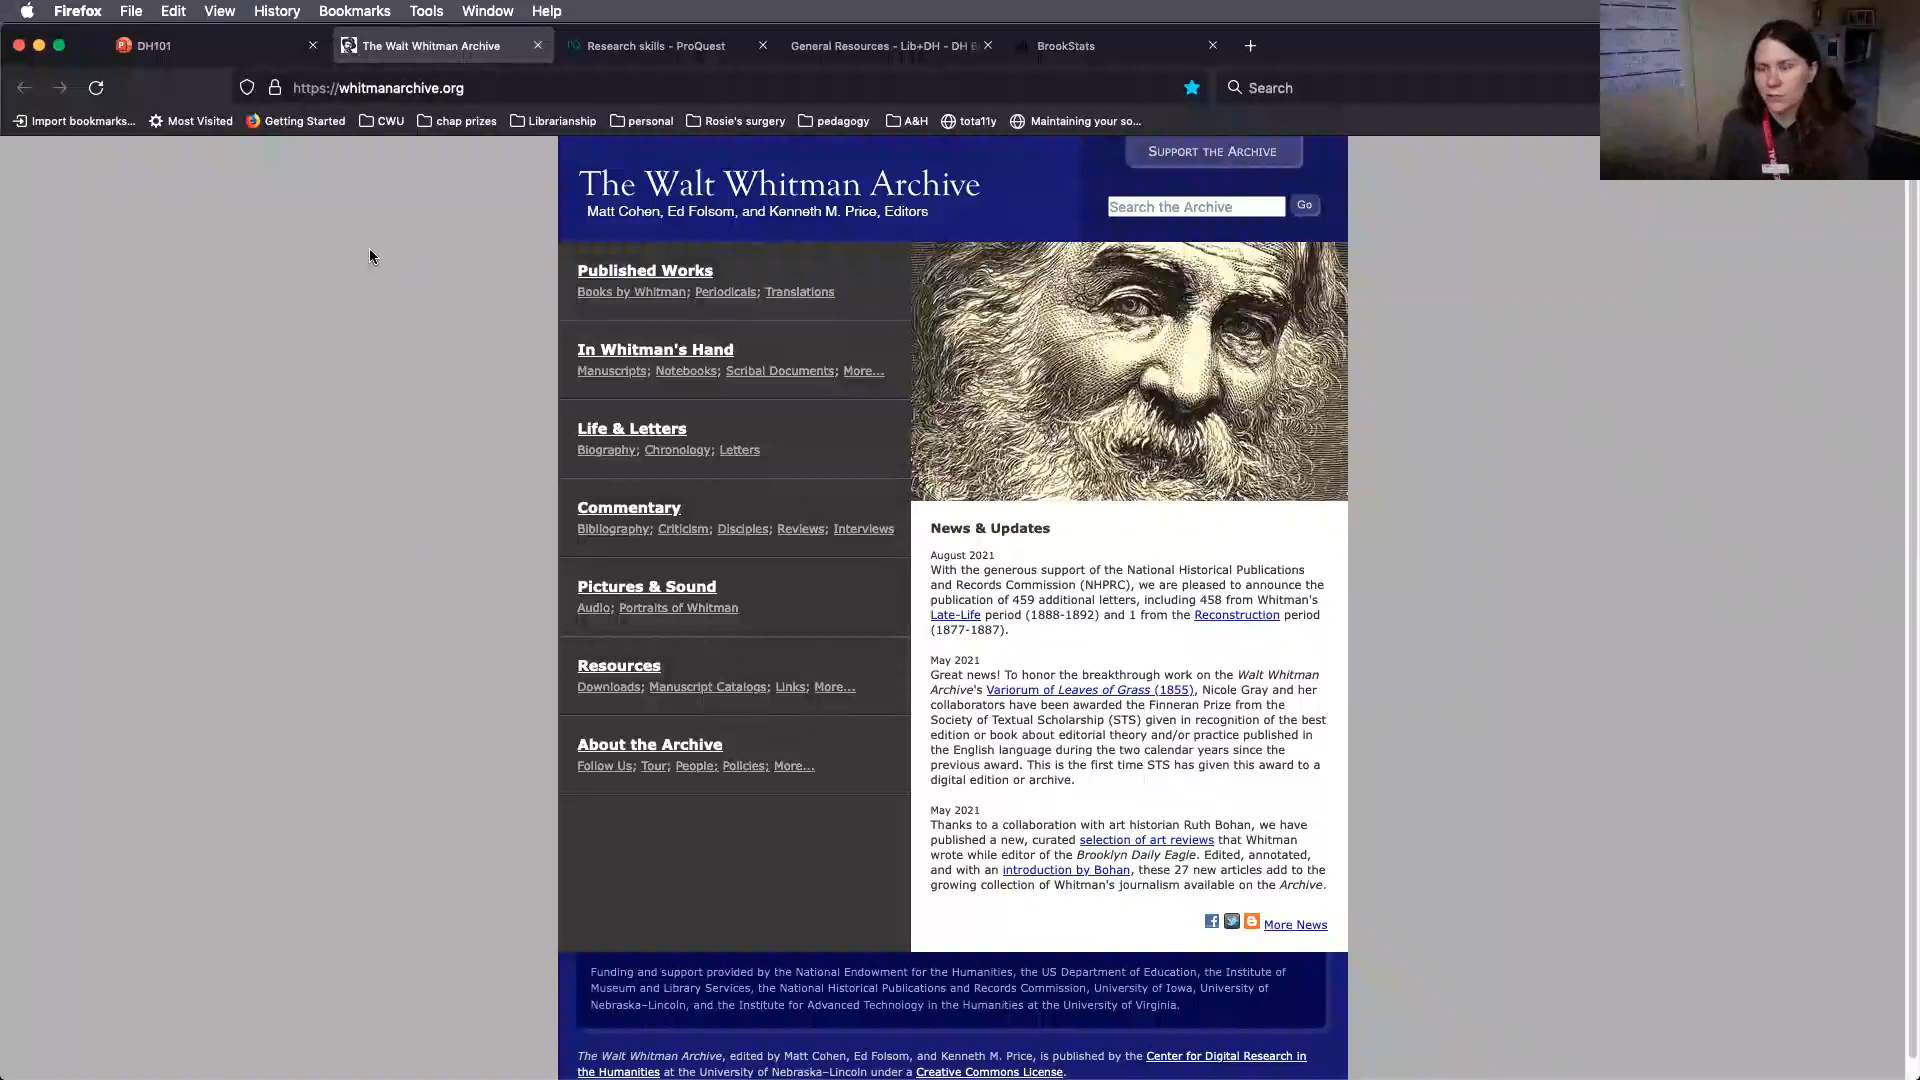 Firefox File Edit View History Bookmarks Tools Window Help
DH101 The Walt Whitman Archive Research skills - ProQuest General Resources - Lib+DH - DH BrookStats
https://whitmanarchive.org Search
Import bookmarks... Most Visited Getting Started CWU chap prizes Librarianship personal Rosie's surgery pedagogy A&H tota11y Maintaining your so...
SUPPORT THE ARCHIVE
The Walt Whitman Archive
Matt Cohen, Ed Folsom, and Kenneth M. Price, Editors
Search the Archive Go
Published Works
Books by Whitman; Periodicals; Translations
In Whitman's Hand
Manuscripts; Notebooks; Scribal Documents; More...
Life & Letters
Biography; Chronology; Letters
Commentary
Bibliography; Criticism; Disciples; Reviews; Interviews
Pictures & Sound
Audio; Portraits of Whitman
Resources
Downloads; Manuscript Catalogs; Links; More...
About the Archive
Follow Us; Tour; People; Policies; More...
News & Updates
August 2021
With the generous support of the National Historical Publications
and Records Commission (NHPRC), we are pleased to announce the
publication of 459 additional letters, including 458 from Whitman's
Late-Life period (1888-1892) and 1 from the Reconstruction period
(1877-1887).
May 2021
Great news! To honor the breakthrough work on the Walt Whitman
Archive's Variorum of Leaves of Grass (1855), Nicole Gray and her
collaborators have been awarded the Finneran Prize from the
Society of Textual Scholarship (STS) given in recognition of the best
edition or book about editorial theory and/or practice published in
the English language during the two calendar years since the
previous award. This is the first time STS has given this award to a
digital edition or archive.
May 2021
Thanks to a collaboration with art historian Ruth Bohan, we have
published a new, curated selection of art reviews that Whitman
wrote while editor of the Brooklyn Daily Eagle. Edited, annotated,
and with an introduction by Bohan, these 27 new articles add to the
growing collection of Whitman's journalism available on the Archive.
More News
Funding and support provided by the National Endowment for the Humanities, the US Department of Education, the Institute of
Museum and Library Services, the National Historical Publications and Records Commission, University of Iowa, University of
Nebraska–Lincoln, and the Institute for Advanced Technology in the Humanities at the University of Virginia.
The Walt Whitman Archive, edited by Matt Cohen, Ed Folsom, and Kenneth M. Price, is published by the Center for Digital Research in
the Humanities at the University of Nebraska–Lincoln under a Creative Commons License.